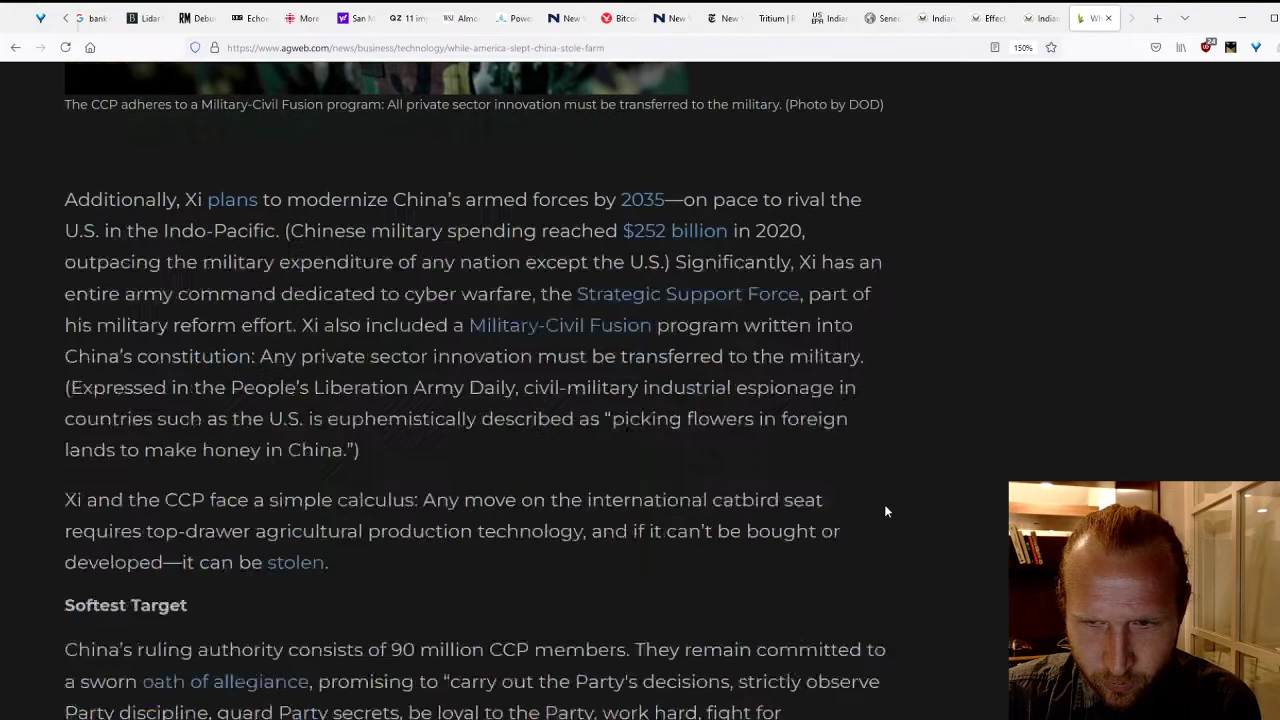 bank
Lidar
Debu
Echoe
More
San M
11 im
Almo
Powe
New
Bitcoi
New
New
Tritium |
Indian
Senec
Indian
Effect
Indian
Wh
https://www.agweb.com/news/business/technology/while-america-slept-china-stole-farm
150%
24
The CCP adheres to a Military-Civil Fusion program: All private sector innovation must be transferred to the military. (Photo by DOD)
Additionally, Xi plans to modernize China's armed forces by 2035—on pace to rival the
U.S. in the Indo-Pacific. (Chinese military spending reached $252 billion in 2020,
outpacing the military expenditure of any nation except the U.S.) Significantly, Xi has an
entire army command dedicated to cyber warfare, the Strategic Support Force, part of
his military reform effort. Xi also included a Military-Civil Fusion program written into
China's constitution: Any private sector innovation must be transferred to the military.
(Expressed in the People's Liberation Army Daily, civil-military industrial espionage in
countries such as the U.S. is euphemistically described as “picking flowers in foreign
lands to make honey in China.”)
Xi and the CCP face a simple calculus: Any move on the international catbird seat
requires top-drawer agricultural production technology, and if it can't be bought or
developed—it can be stolen.
Softest Target
China's ruling authority consists of 90 million CCP members. They remain committed to
a sworn oath of allegiance, promising to “carry out the Party's decisions, strictly observe
Party discipline, guard Party secrets, be loyal to the Party, work hard, fight for